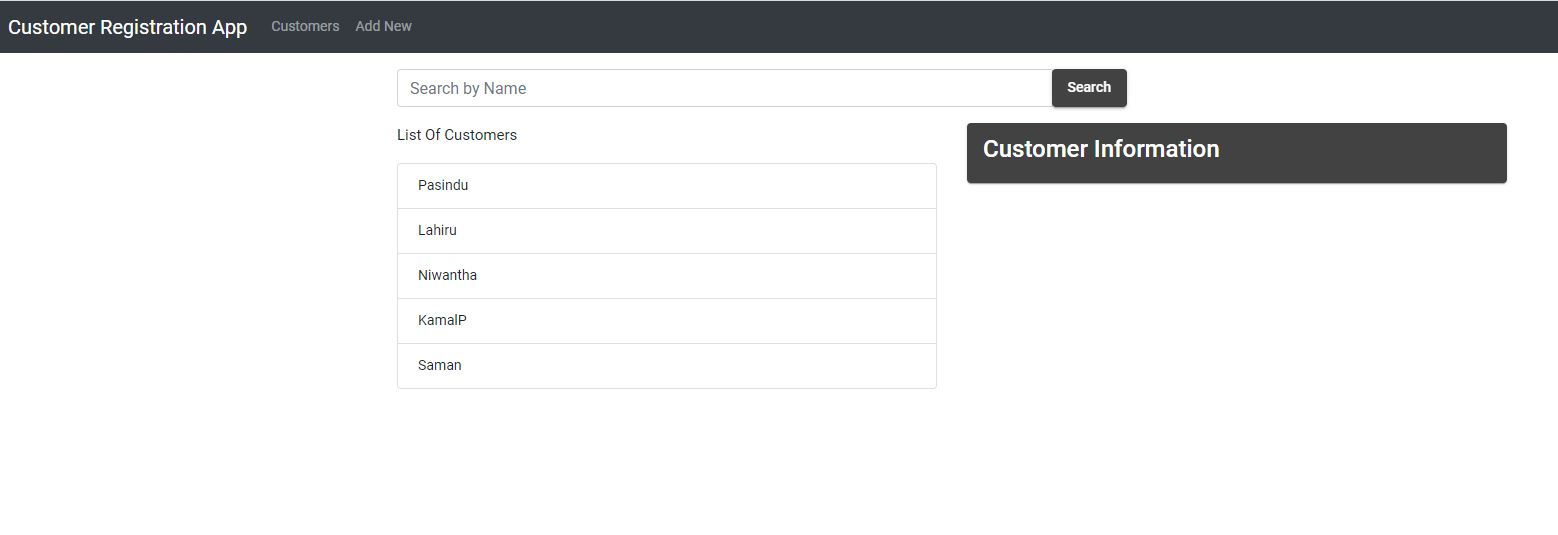 Customer Registration App Customers Add New
Search by Name Search
List Of Customers
Customer Information
Pasindu
Lahiru
Niwantha
KamalP
Saman